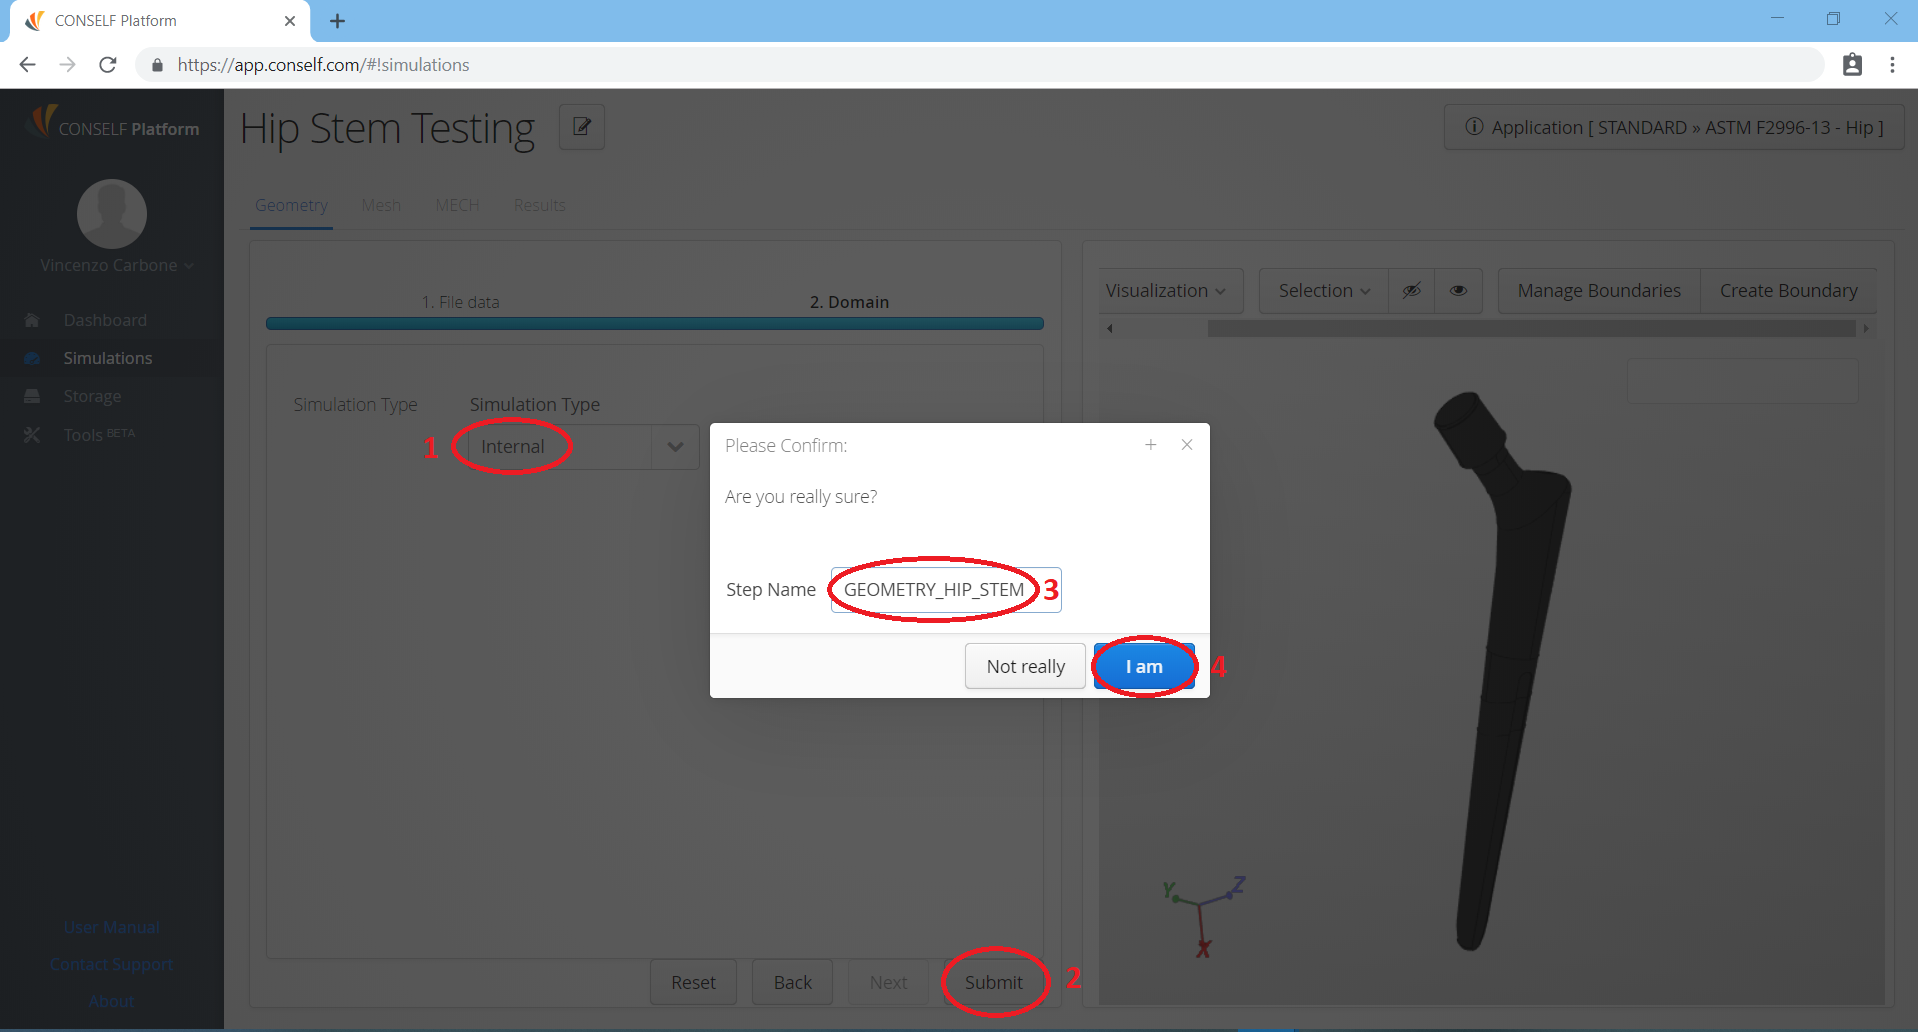 CONSELF Platform
https://app.conself.com/#!simulations
CONSELF Platform
Hip Stem Testing
Application [ STANDARD » ASTM F2996-13 - Hip ]
Vincenzo Carbone
Dashboard
Simulations
Storage
Tools BETA
User Manual
Contact Support
About
Geometry Mesh MECH Results
1. File data 2. Domain
Simulation Type Simulation Type
1 Internal
Visualization Selection Manage Boundaries Create Boundary
Please Confirm:
Are you really sure?
Step Name GEOMETRY_HIP_STEM 3
Not really I am 4
Y Z
X
Reset Back Next Submit 2